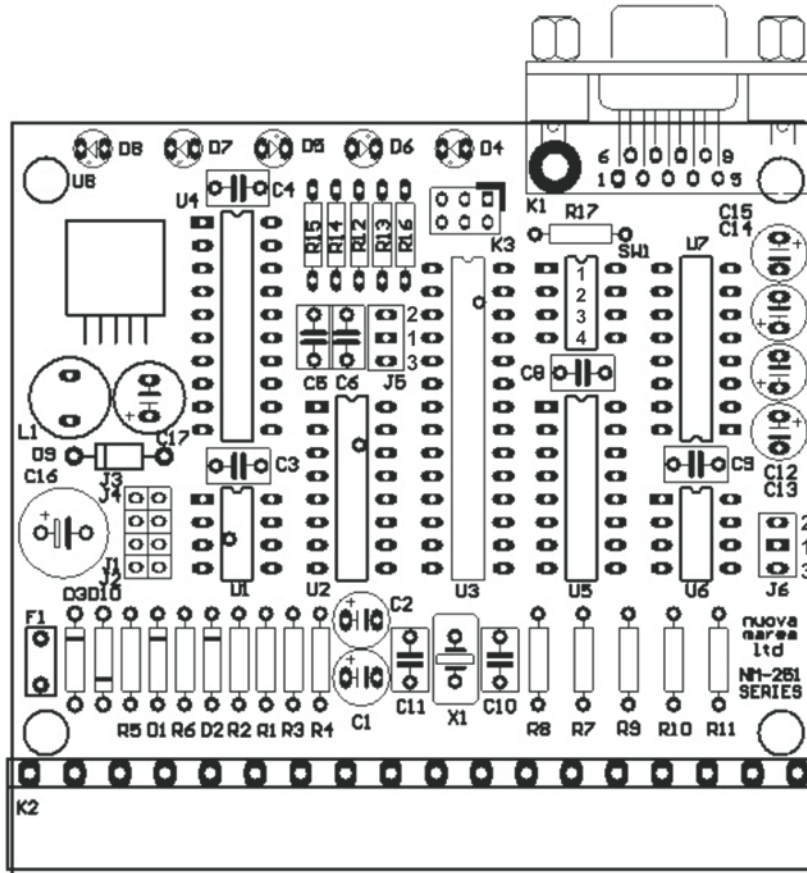 6 9
1 5
D8 D7 D5 D6 D4
U8
C4
U4
K1
R17
C15
C14
K3
SW1
U7
R15 R14 R12 R13 R16
1
2
3
4
2
1
3
C5 C6 J5
C8
L1
C17
D9
C16
C3
C9
C12
C13
J3
J4
J1
J2
2
1
3
U1 U2 U3 U5 U6 J6
D3 D10
F1
C2
nuova
marea
ltd
NM-251
SERIES
R5 D1 R6 D2 R2 R1 R3 R4
C1 C11 X1 C10
R8 R7 R9 R10 R11
K2